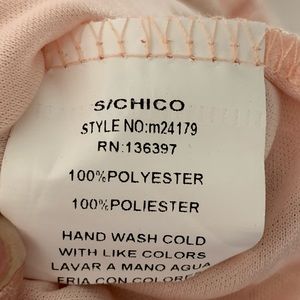 S/CHICO
STYLE NO:m24179
RN:136397
100%POLYESTER
100%POLIESTER
HAND WASH COLD
WITH LIKE COLORS
LAVAR A MANO AGUA
FRIA CON COLORES